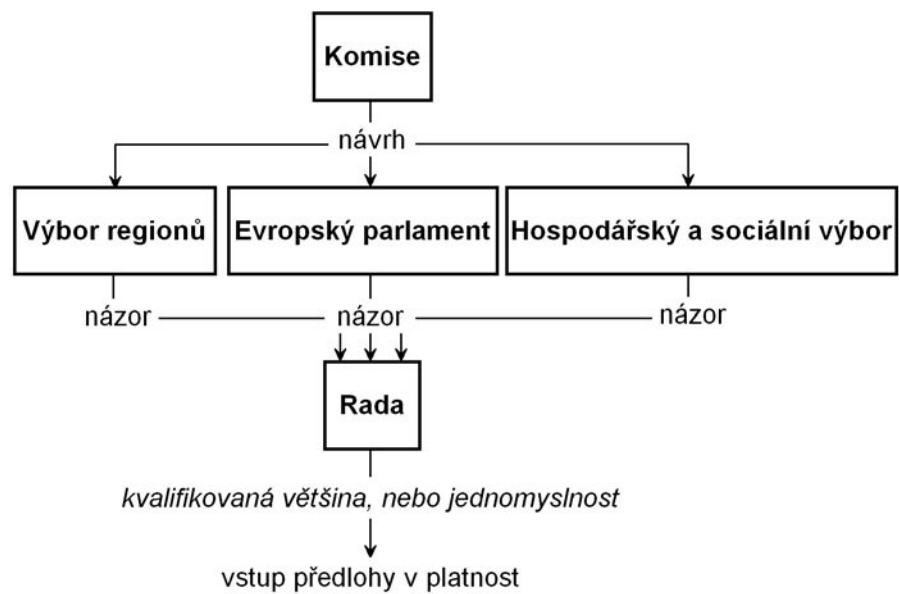 Komise
návrh
Výbor regionů
Evropský parlament
Hospodářský a sociální výbor
názor
názor
názor
Rada
kvalifikovaná většina, nebo jednomyslnost
vstup předlohy v platnost